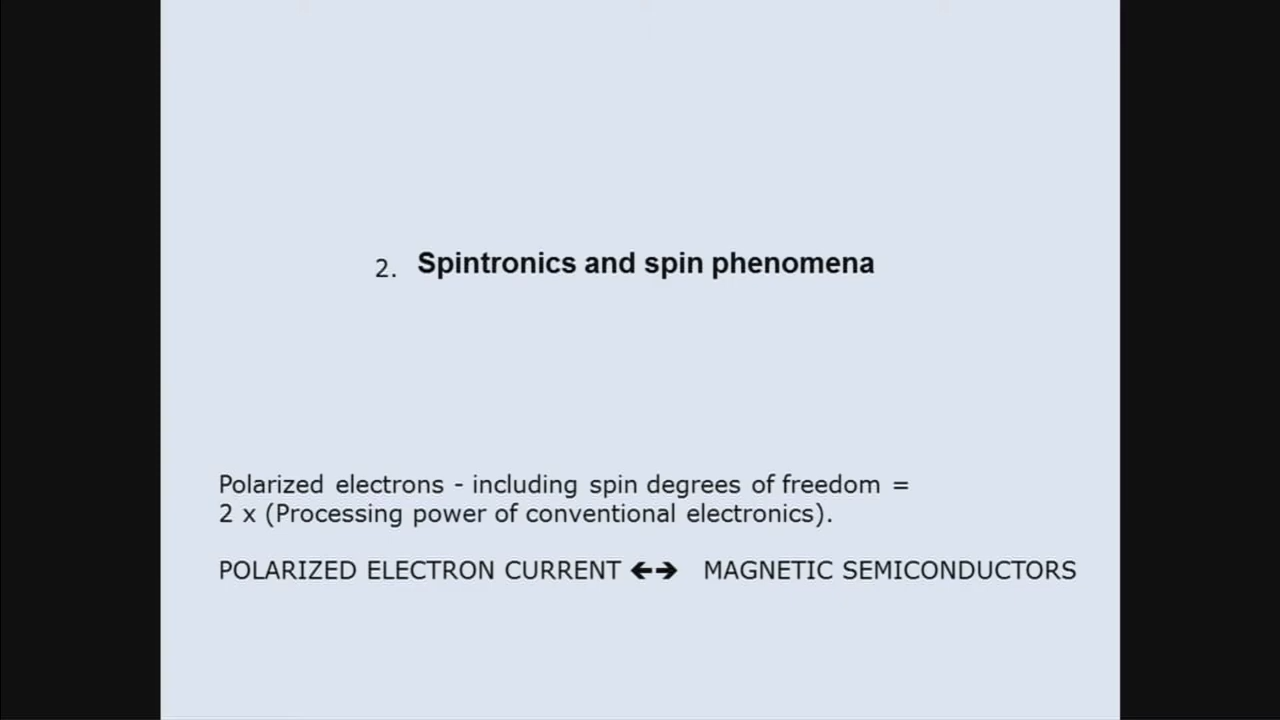 2. Spintronics and spin phenomena
Polarized electrons - including spin degrees of freedom =
2 x (Processing power of conventional electronics).
POLARIZED ELECTRON CURRENT 🡨🡪 MAGNETIC SEMICONDUCTORS